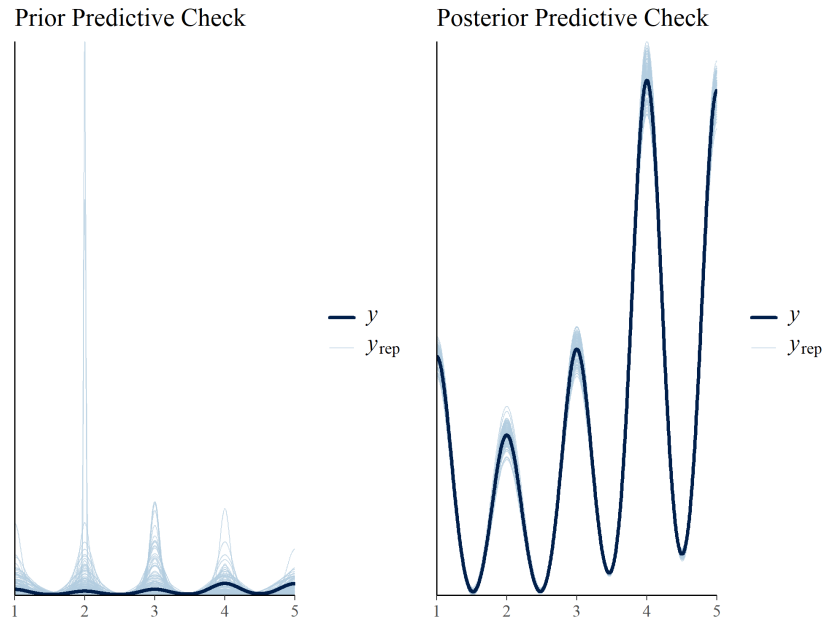 Prior Predictive Check
y
yrep
1 2 3 4 5
Posterior Predictive Check
y
yrep
1 2 3 4 5